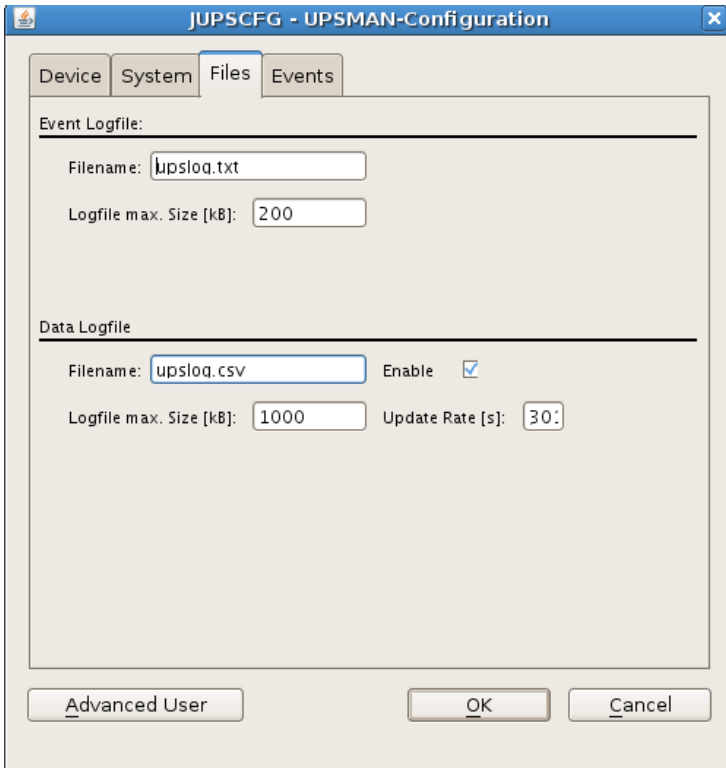 JUPSCFG - UPSMAN-Configuration
Device System Files Events
Event Logfile:
Filename: upslog.txt
Logfile max. Size [kB]: 200
Data Logfile
Filename: upslog.csv Enable
Logfile max. Size [kB]: 1000 Update Rate [s]:
Advanced User OK Cancel